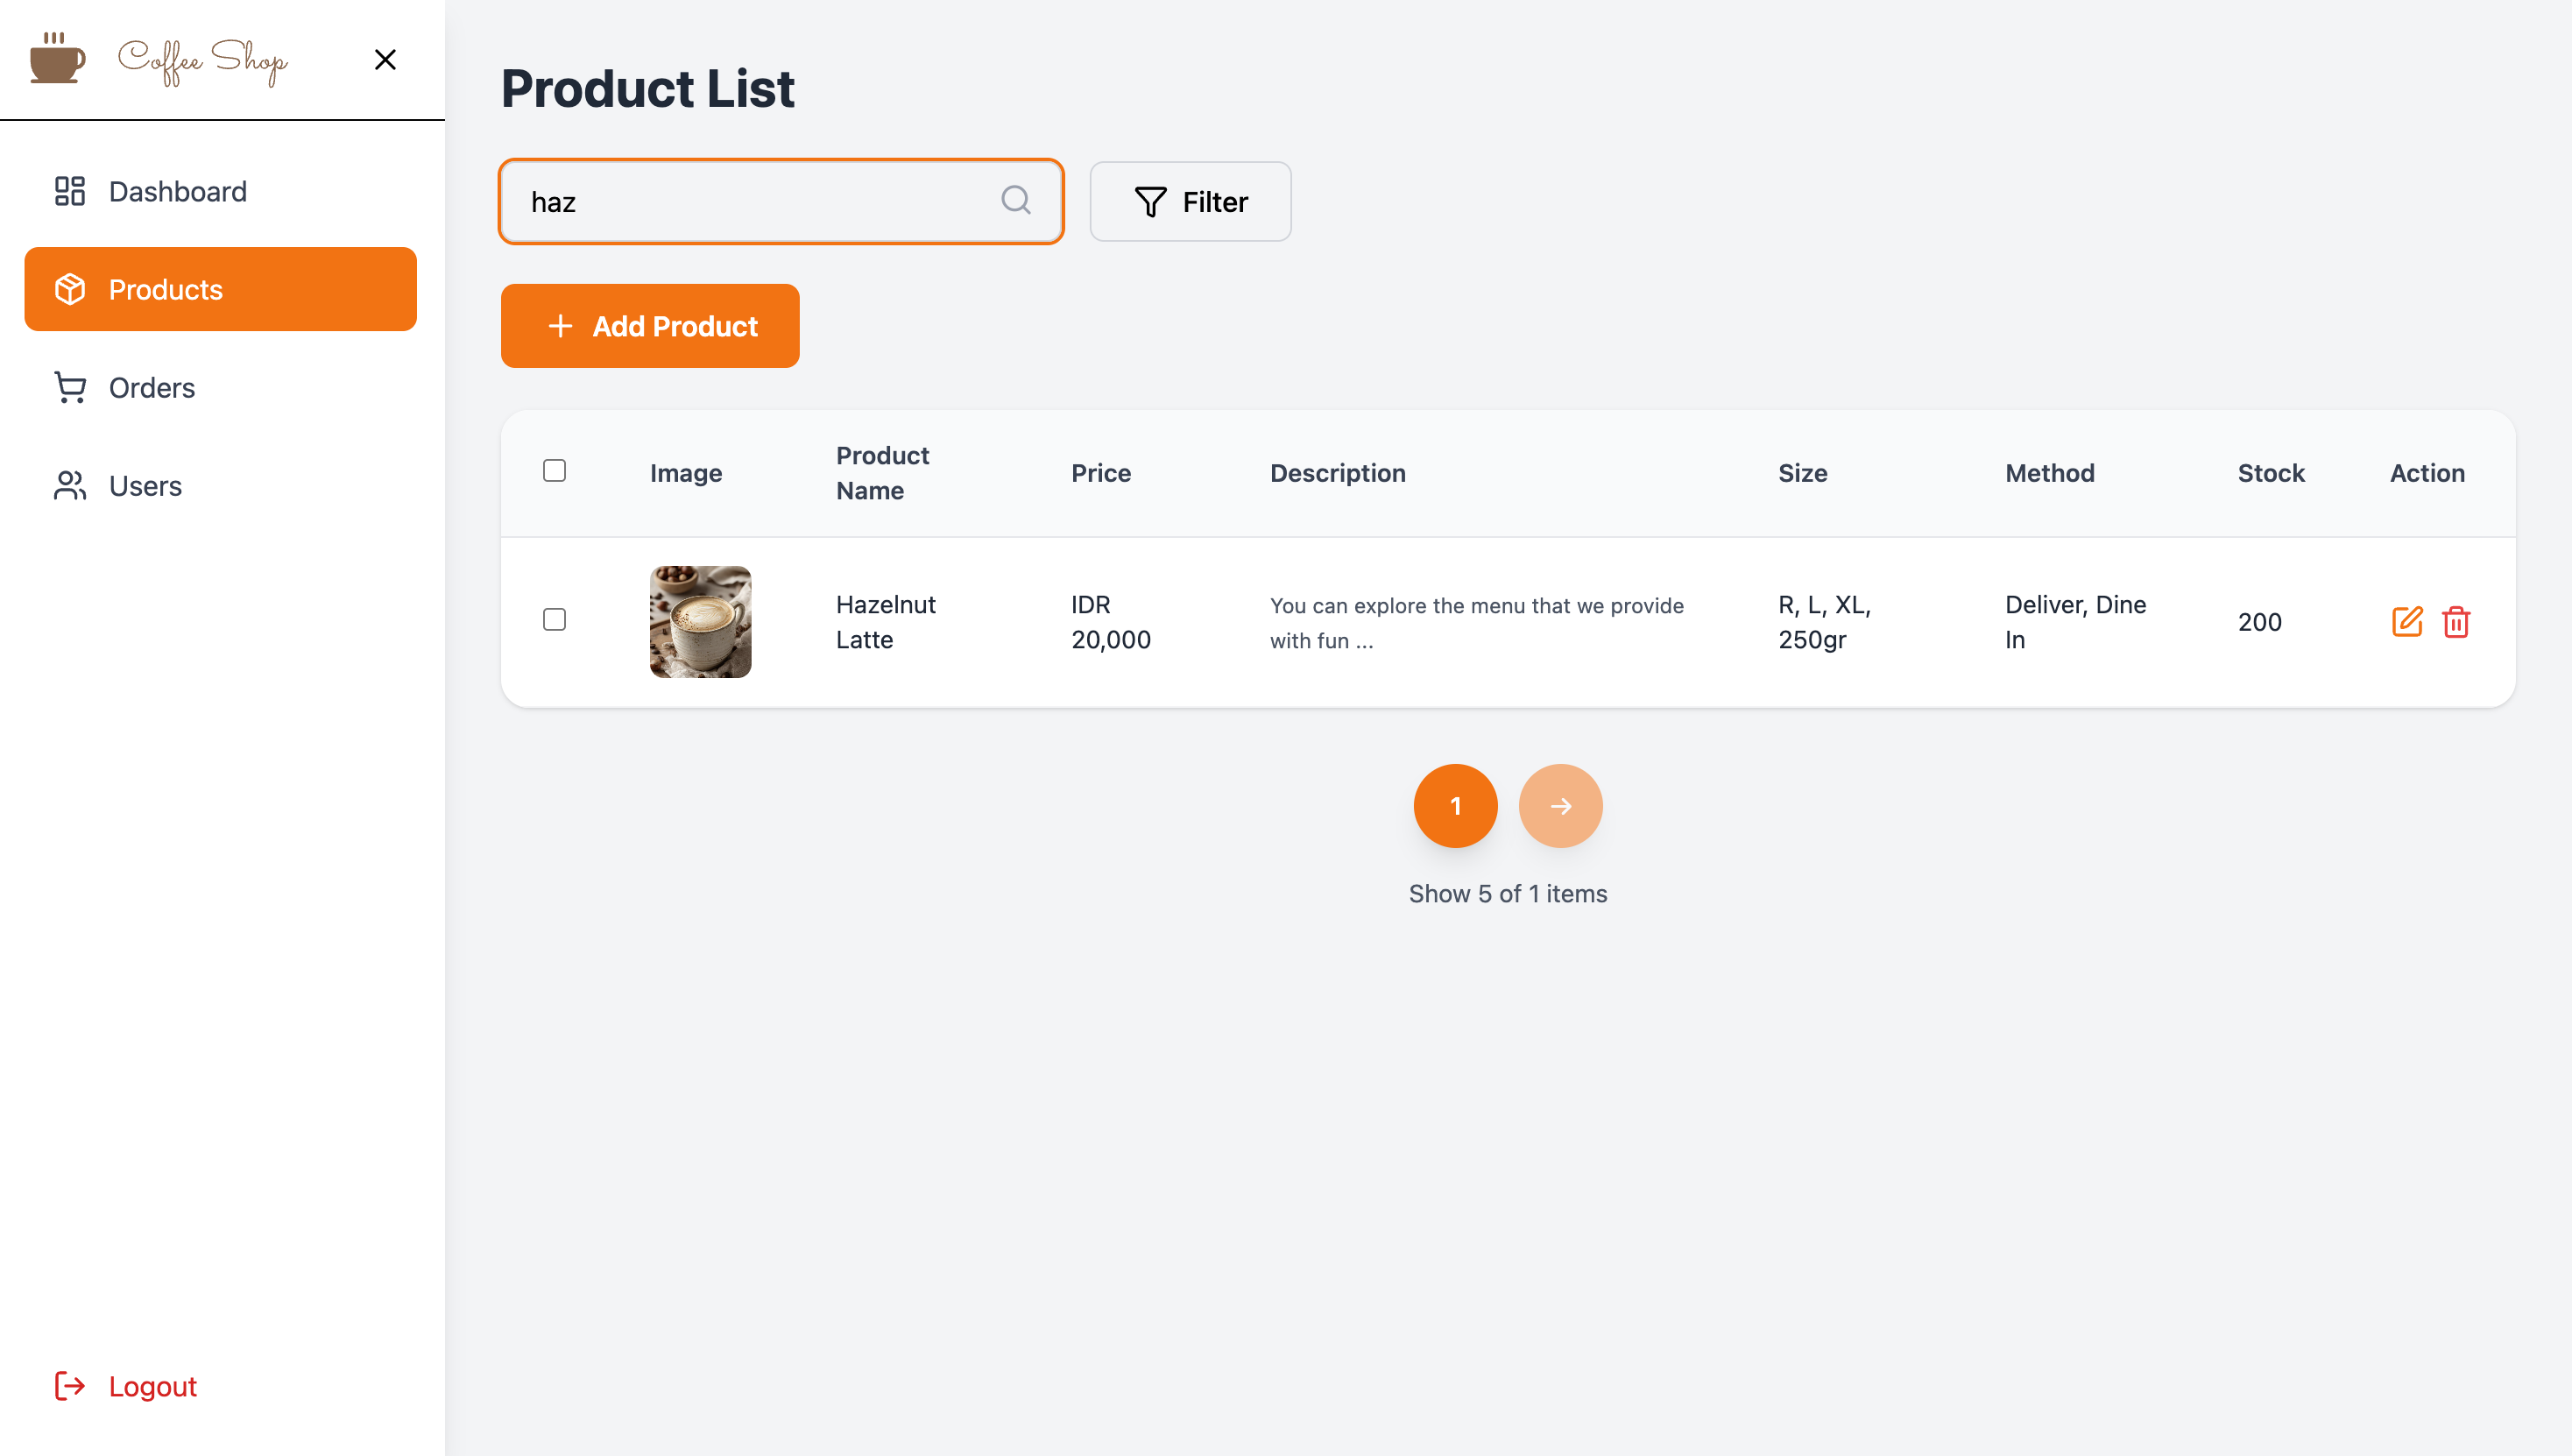 Coffee Shop
Dashboard
Products
Orders
Users
Logout
Product List
haz
Filter
Add Product
Image
Product
Name
Price
Description
Size
Method
Stock
Action
Hazelnut
Latte
IDR
20,000
You can explore the menu that we provide
with fun ...
R, L, XL,
250gr
Deliver, Dine
In
200
1
Show 5 of 1 items